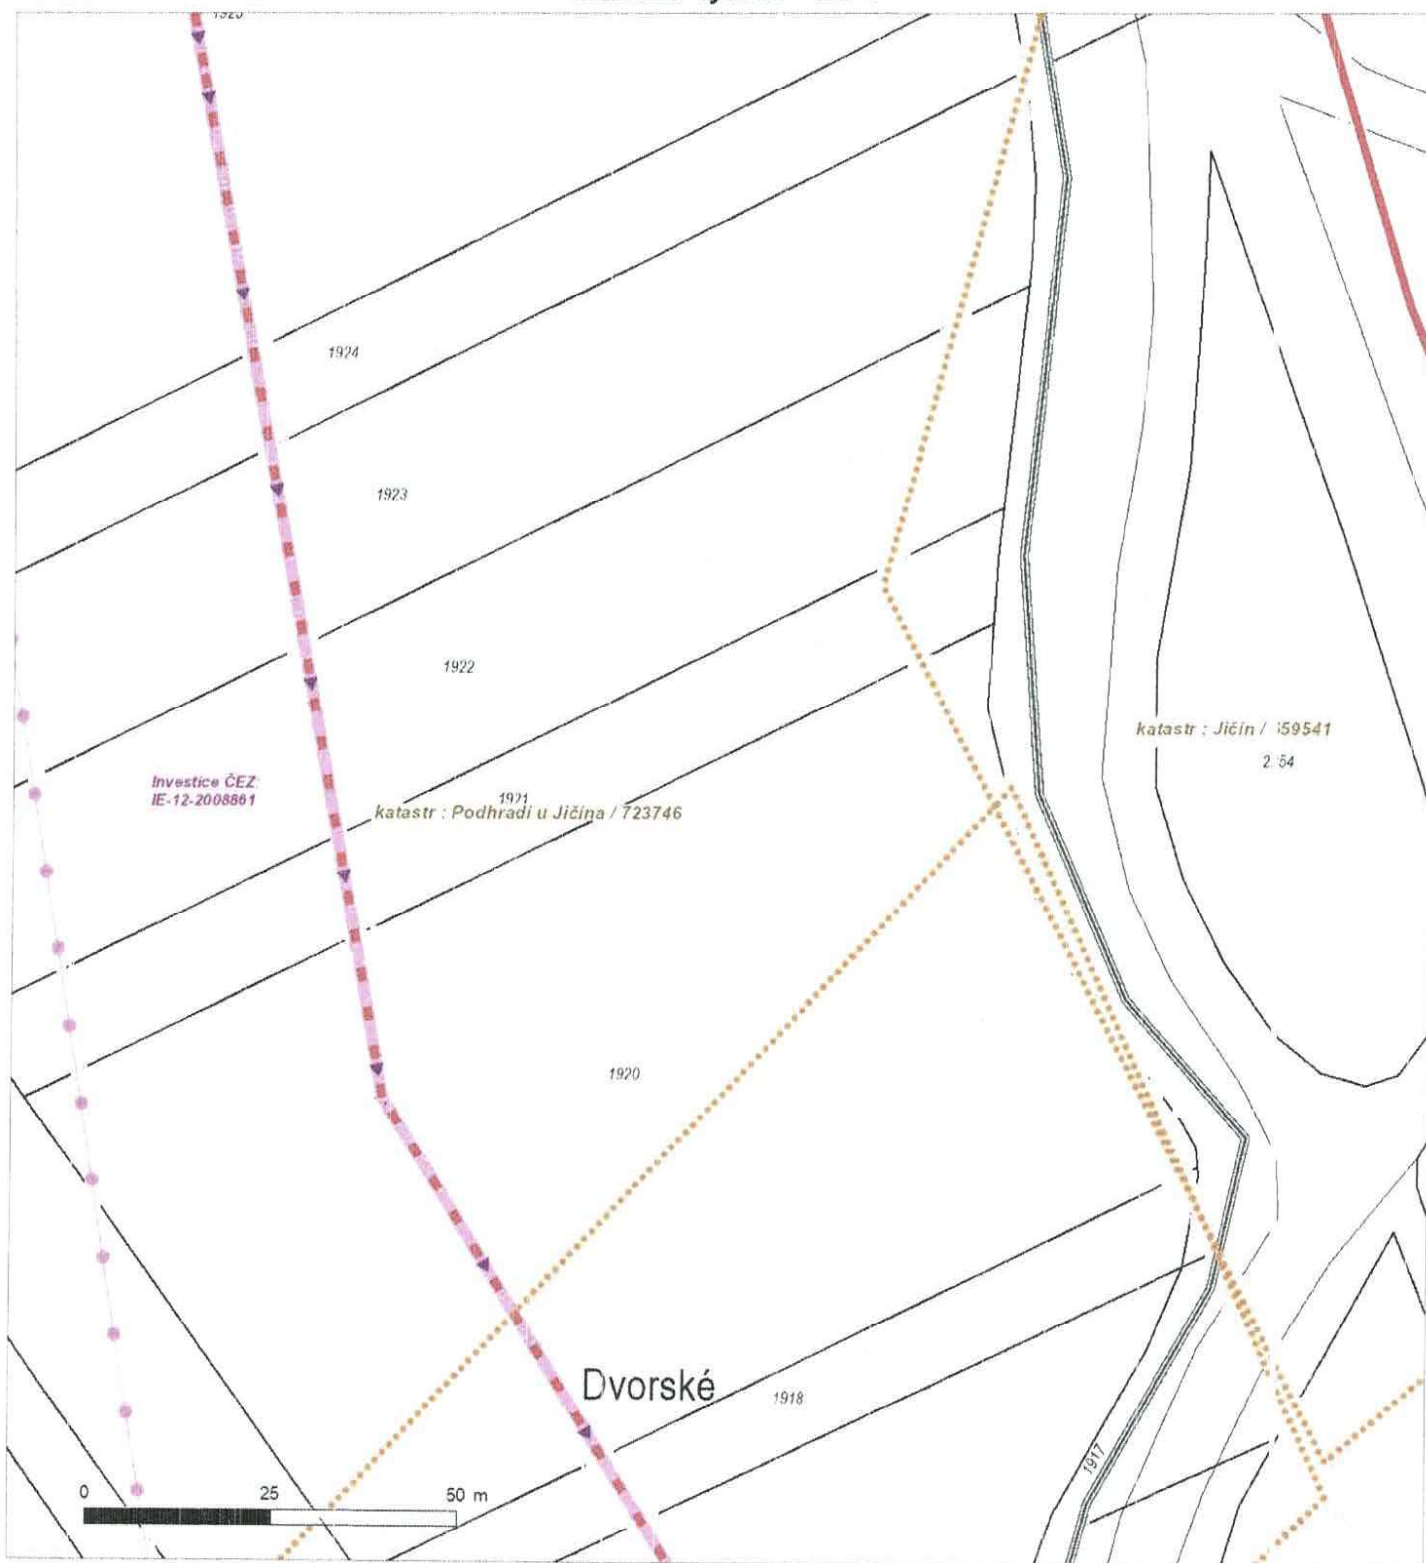 1924
1923
1922
katastr : Jičín /
Investice ČEZ:
IE-12-2008861
1921
katastr : Podhradí u Jičína / 723746
1920
Dvorské
1918
1917
0 25 50 m